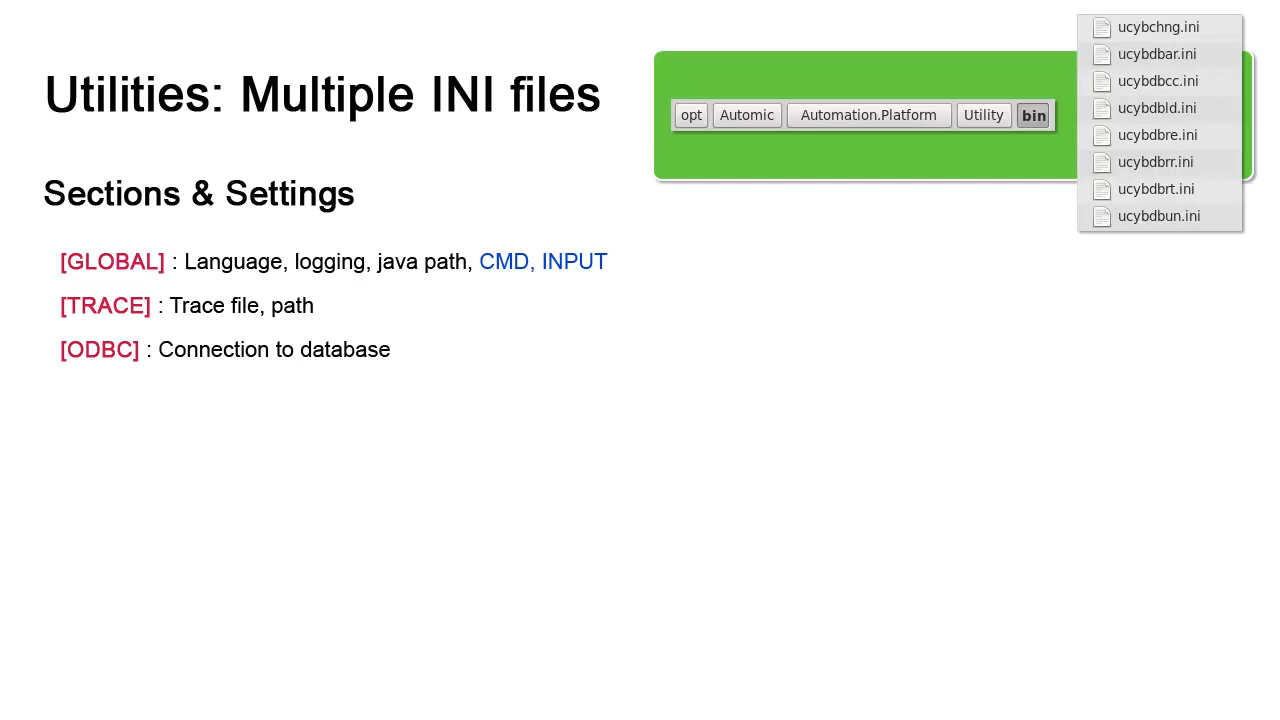 Utilities: Multiple INI files
Sections & Settings
[GLOBAL] : Language, logging, java path, CMD, INPUT
[TRACE] : Trace file, path
[ODBC] : Connection to database
opt Automic Automation.Platform Utility bin
ucybchng.ini
ucybdbar.ini
ucybdbcc.ini
ucybdbld.ini
ucybdbre.ini
ucybdbrr.ini
ucybdbrt.ini
ucybdbun.ini